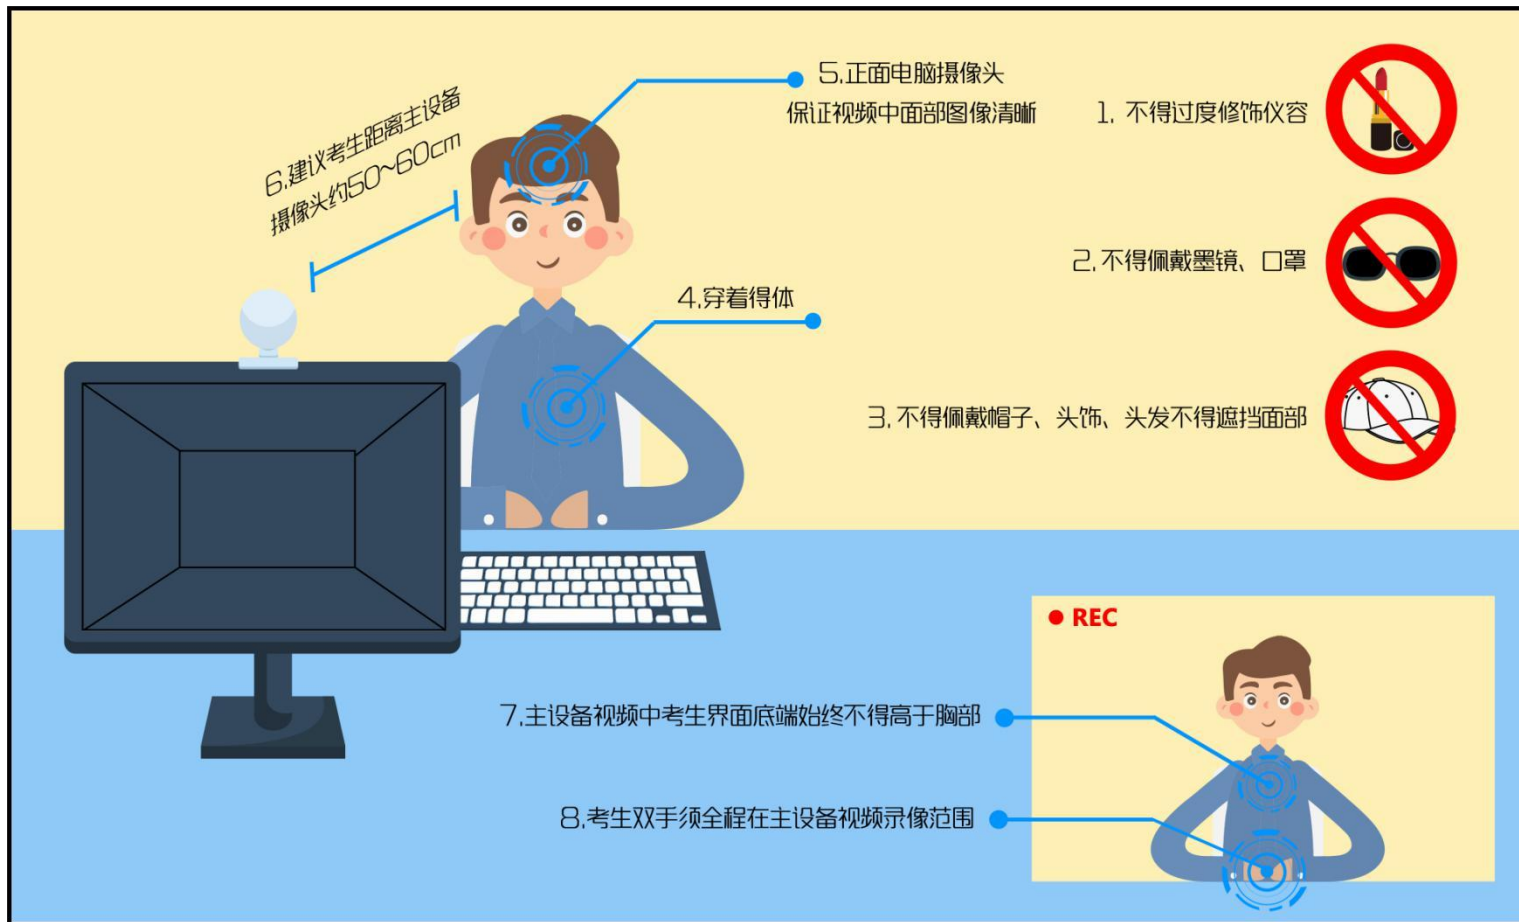 5.正面电脑摄像头
保证视频中面部图像清晰
1. 不得过度修饰仪容
6.建议考生距离主设备
摄像头约50~60cm
2.不得佩戴墨镜、口罩
4.穿着得体
3.不得佩戴帽子、头饰、头发不得遮挡面部
REC
7.主设备视频中考生界面底端始终不得高于胸部
8.考生双手须全程在主设备视频录像范围